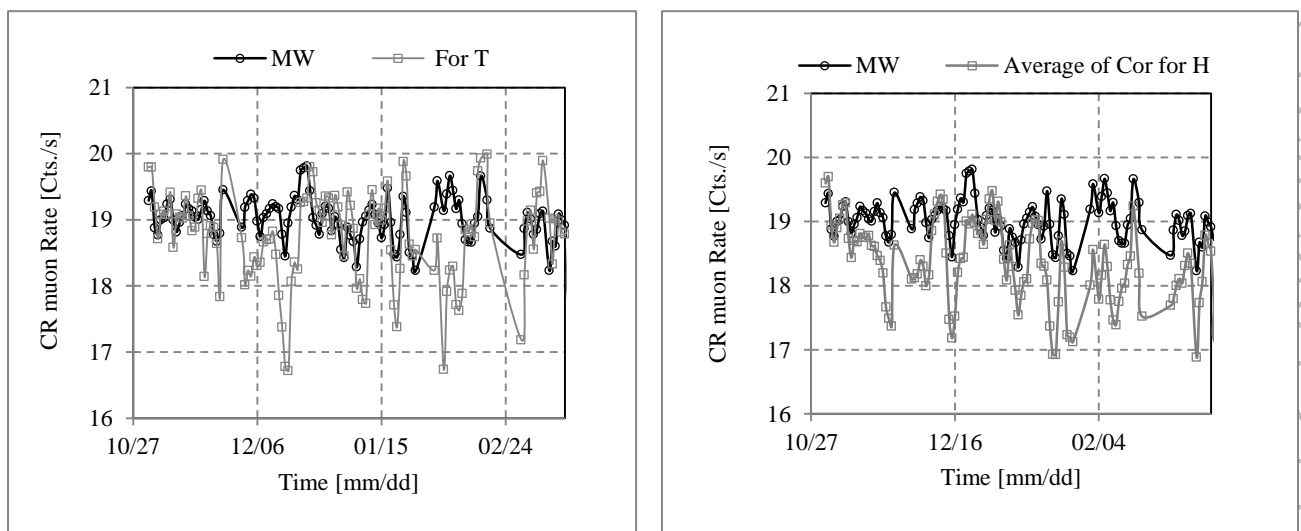 MW For T
CR muon Rate [Cts./s]
21
20
19
18
17
16
10/27 12/06 01/15 02/24
Time [mm/dd]
MW Average of Cor for H
CR muon Rate [Cts./s]
21
20
19
18
17
16
10/27 12/16 02/04
Time [mm/dd]